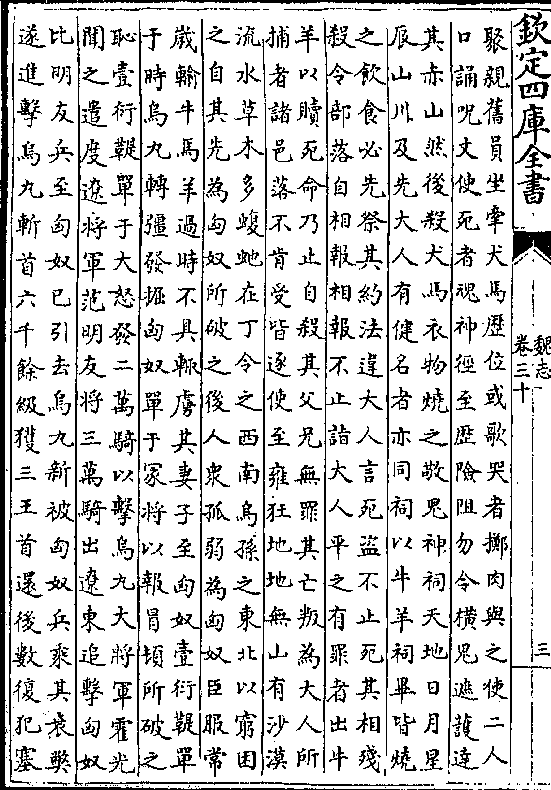 欽定四庫全書
魏志
卷三十
三
聚親舊員坐牽犬馬歷位或歌哭者擲肉與之使二人
口誦呪文使死者魂神徑至歷險阻勿令橫鬼遮護達
其赤山然後殺犬馬衣物燒之敬鬼神祠天地日月星
辰山川及先大人有健名者亦同祠以牛羊祠畢皆燒
之飲食必先祭其約法違大人言死盜不止死其相殘
殺令部落自相報相報不止詣大人平之有罪者出牛
羊以贖死命乃止自殺其父兄無罪其亡叛為大人所
捕者諸邑落不肯受皆逐使至雍狂地地無山有沙漠
流水草木多蝮虵在丁令之西南烏孫之東北以窮困
之自其先為匈奴所破之後人衆孤弱為匈奴臣服常
歲輸牛馬羊過時不具輒虜其妻子至匈奴壹衍鞮單
于時烏九轉彊發掘匈奴單于冢將以報冒頓所破之
恥壹衍鞮單于大怒發二萬騎以擊烏九大將軍霍光
聞之遣度遼將軍范明友將三萬騎出遼東追擊匈奴
比明友兵至匈奴已引去烏九新被匈奴兵乘其衰弊
遂進擊烏九斬首六千餘級獲三王首還後數復犯塞